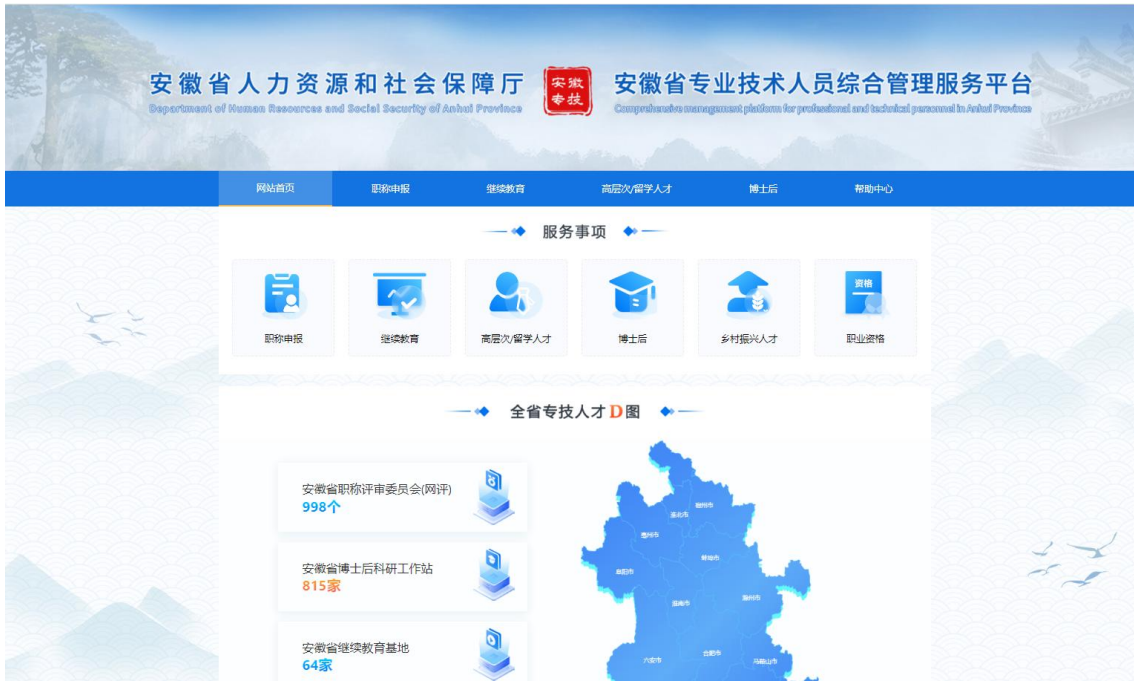 安徽省人力资源和社会保障厅
Department of Human Resources and Social Security of Anhui Province
安徽专技
安徽省专业技术人员综合管理服务平台
Comprehensive management platform for professional and technical personnel in Anhui Province
网站首页 职称申报 继续教育 高层次/留学人才 博士后 帮助中心
服务事项
职称申报 继续教育 高层次/留学人才 博士后 乡村振兴人才 职业资格
资格
全省专技人才D图
安徽省职称评审委员会(网评)
998个
安徽省博士后科研工作站
815家
安徽省继续教育基地
64家
宿州市
淮北市
亳州市
蚌埠市
阜阳市
滁州市
淮南市
合肥市
六安市
马鞍山市